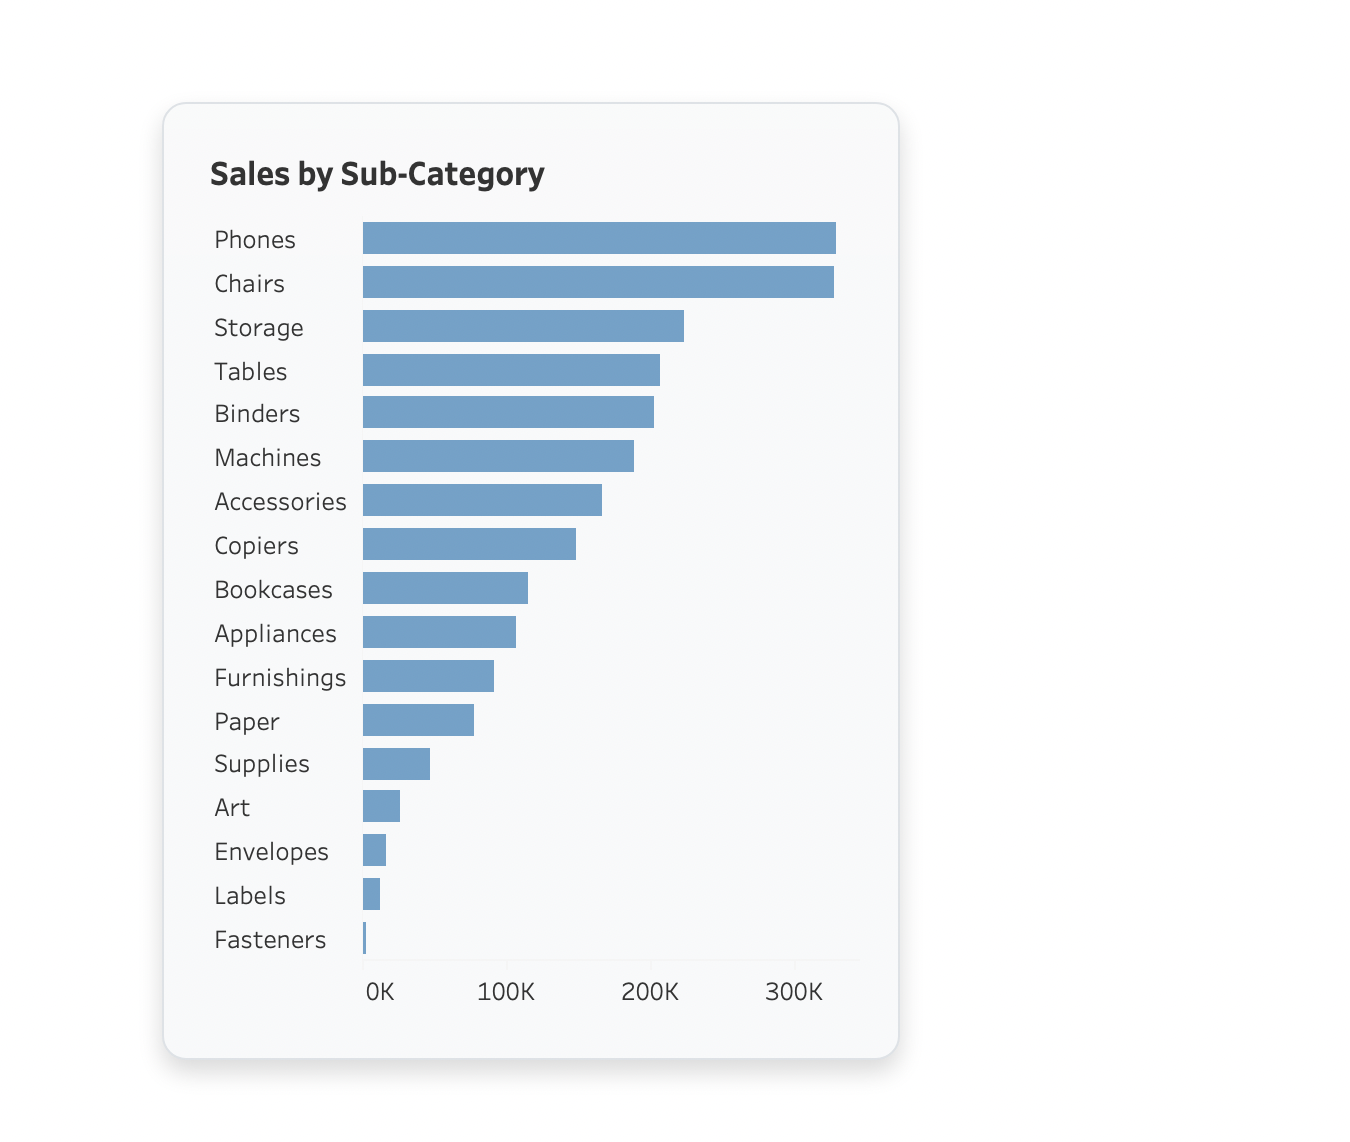 Sales by Sub-Category
Phones
Chairs
Storage
Tables
Binders
Machines
Accessories
Copiers
Bookcases
Appliances
Furnishings
Paper
Supplies
Art
Envelopes
Labels
Fasteners
0K 100K 200K 300K